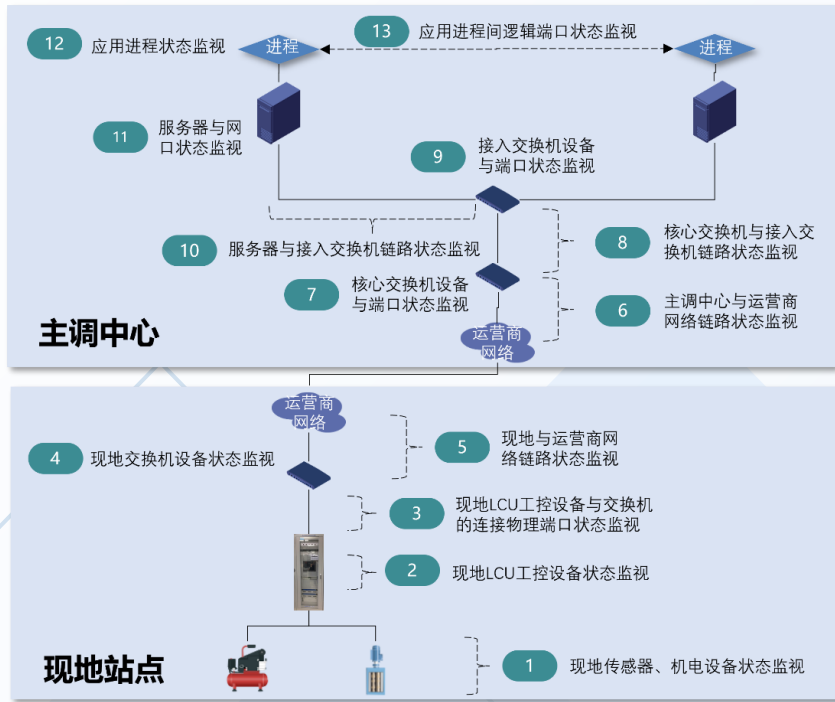 12
应用进程状态监视
进程
13
应用进程间逻辑端口状态监视
进程
11
服务器与网
口状态监视
9
接入交换机设备
与端口状态监视
10
服务器与接入交换机链路状态监视
8
核心交换机与接入交
换机链路状态监视
7
核心交换机设备
与端口状态监视
6
主调中心与运营商
网络链路状态监视
主调中心
运营商
网络
运营商
网络
4
现地交换机设备状态监视
5
现地与运营商网
络链路状态监视
3
现地LCU工控设备与交换机
的连接物理端口状态监视
2
现地LCU工控设备状态监视
现地站点
1
现地传感器、机电设备状态监视